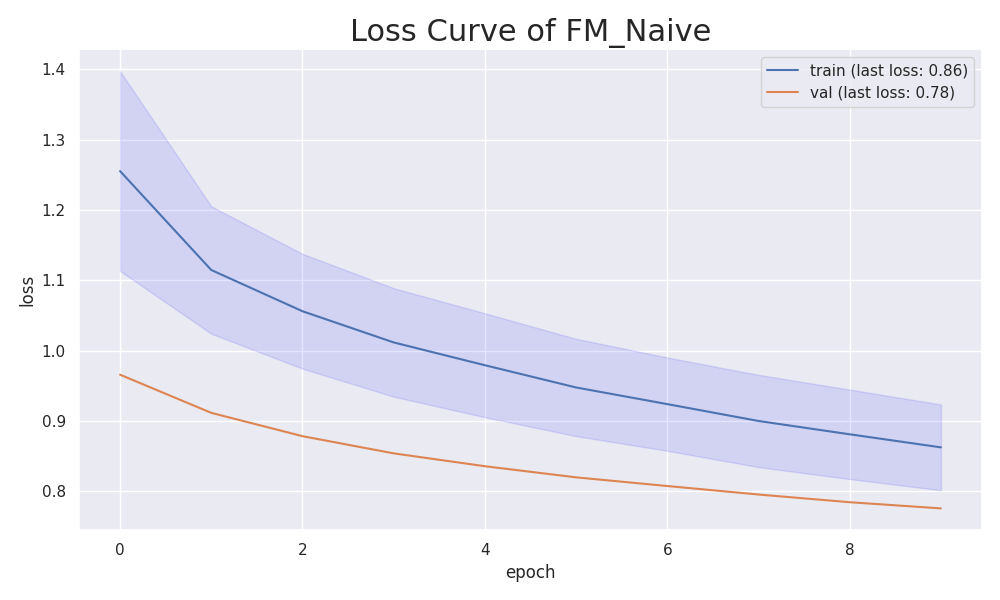 Loss Curve of FM_Naive
train (last loss: 0.86)
val (last loss: 0.78)
1.4
1.3
1.2
1.1
1.0
0.9
0.8
loss
0 2 4 6 8
epoch